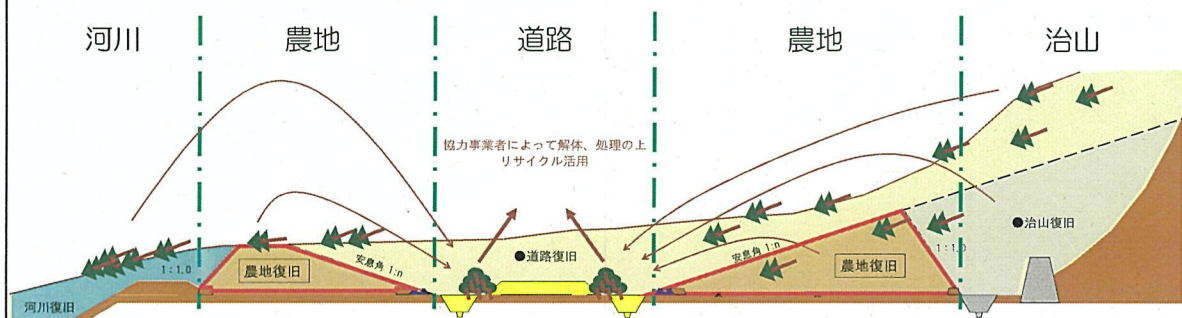 河川
農地
道路
農地
治山
協力事業者によって解体、処理の上
リサイクル活用
1:1.0
農地復旧
安息角 1:n
●道路復旧
安息角 1:n
農地復旧
1:1.0
●治山復旧
河川復旧